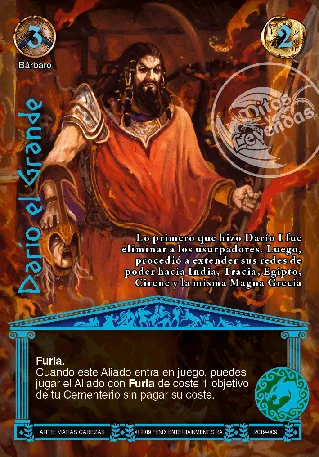 3
2
Bárbaro
Mitos y Leyendas
Darío el Grande
Lo primero que hizo Darío I fue
eliminar a los usurpadores. Luego,
procedió a extender sus redes de
poder hacia India, Tracia, Egipto,
Cirene y la misma Magna Grecia
Furia.
Cuando este Aliado entra en juego, puedes
jugar el Aliado con Furia de coste 1 objetivo
de tu Cementerio sin pagar su coste.
ARTE: MATIAS CABEZAS